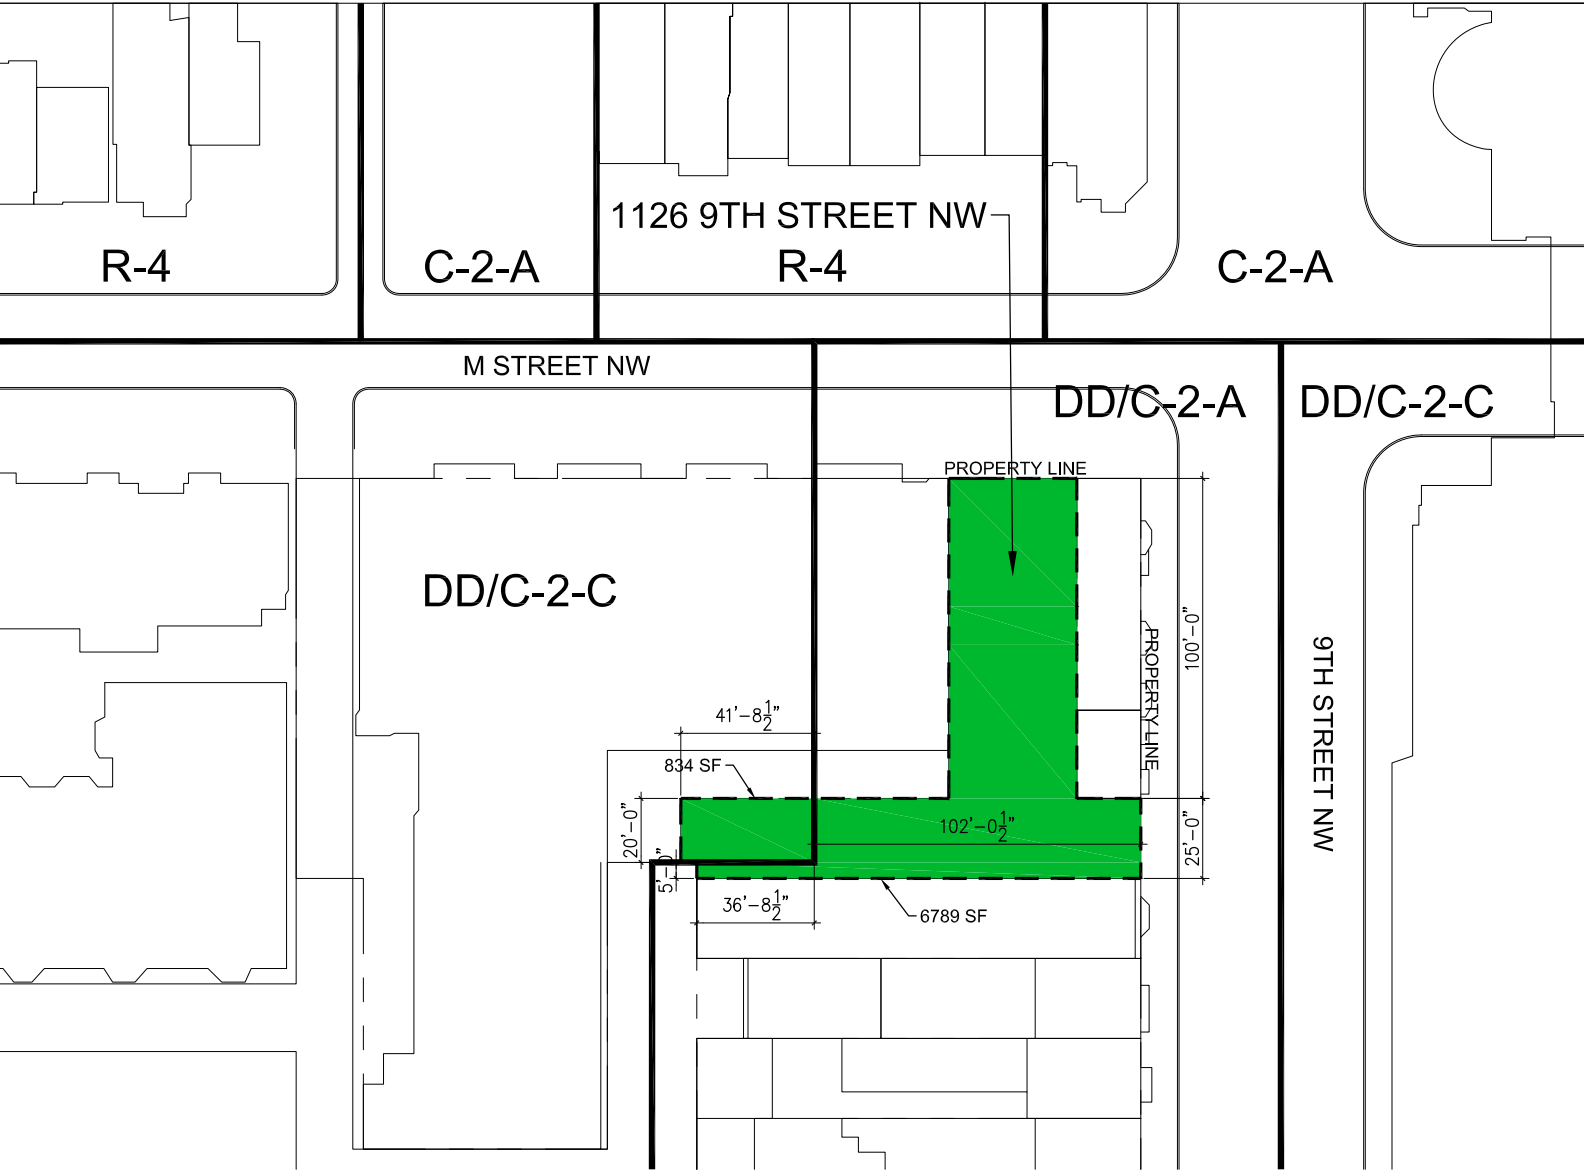 1126 9TH STREET NW
R-4
C-2-A
R-4
C-2-A
M STREET NW
DD/C-2-A
DD/C-2-C
PROPERTY LINE
DD/C-2-C
100'-0"
PROPERTY LINE
9TH STREET NW
41'-8½"
834 SF
20'-0"
102'-0½"
25'-0"
5'-0"
36'-8½"
6789 SF